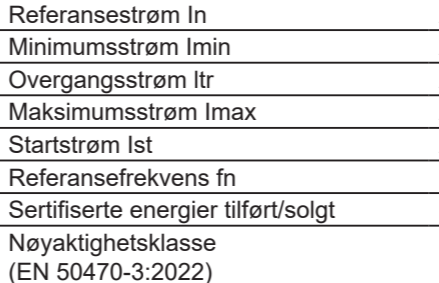 Referansestrøm In
Minimumsstrøm Imin
Overgangsstrøm Itr
Maksimumsstrøm Imax
Startstrøm Ist
Referansefrekvens fn
Sertifiserte energier tilført/solgt
Nøyaktighetsklasse
(EN 50470-3:2022)